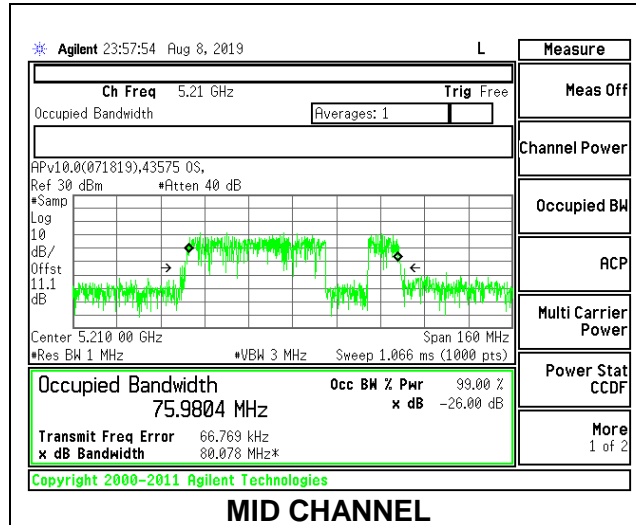 Agilent 23:57:54 Aug 8, 2019 L Measure
Ch Freq 5.21 GHz Trig Free
Meas Off
Occupied Bandwidth Averages: 1
Channel Power
APv10.0(071819),43575 OS,
Ref 30 dBm #Atten 40 dB
#Samp
Log
10
dB/
Offst
11.1
dB
Occupied BW
ACP
Center 5.210 00 GHz Span 160 MHz
#Res BW 1 MHz #VBW 3 MHz Sweep 1.066 ms (1000 pts)
Multi Carrier
Power
Occupied Bandwidth Occ BW % Pwr 99.00 %
75.9804 MHz x dB -26.00 dB
Power Stat
CCDF
Transmit Freq Error 66.769 kHz
x dB Bandwidth 80.078 MHz*
More
1 of 2
Copyright 2000-2011 Agilent Technologies
MID CHANNEL